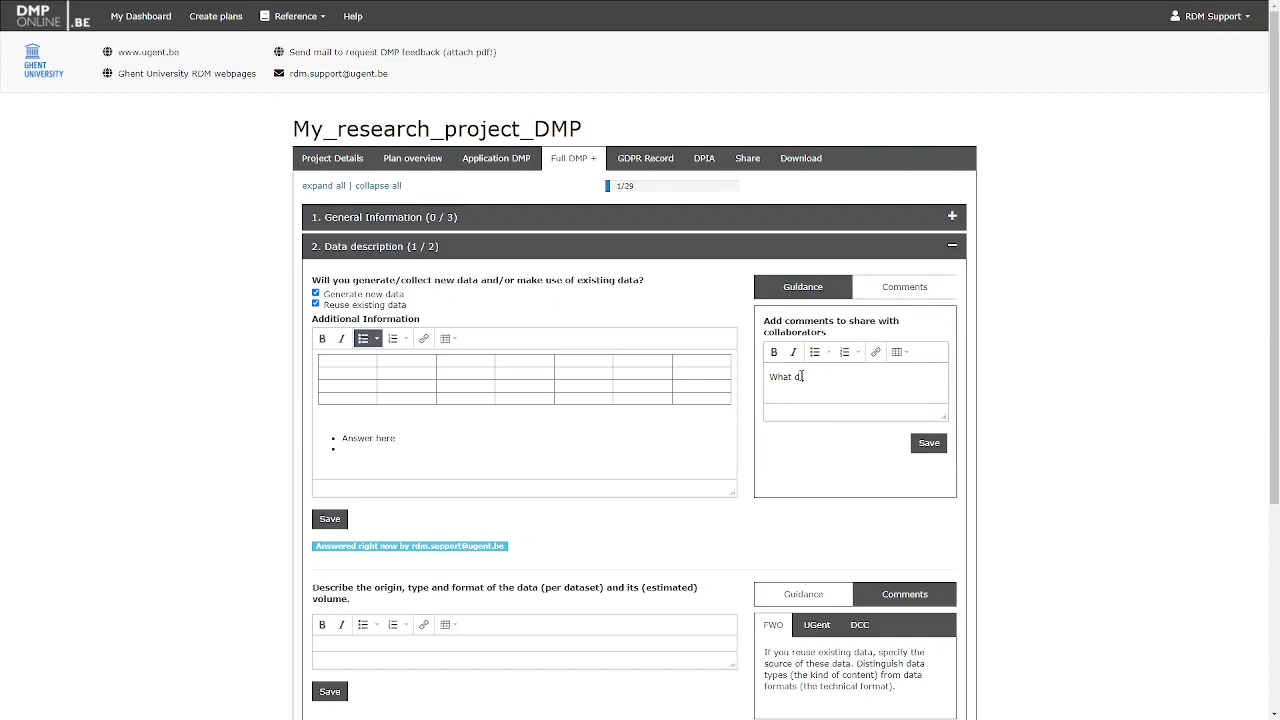 DMP ONLINE .BE
My Dashboard Create plans Reference Help RDM Support
GHENT UNIVERSITY
www.ugent.be
Send mail to request DMP feedback (attach pdf!)
Ghent University RDM webpages
rdm.support@ugent.be
My_research_project_DMP
Project Details Plan overview Application DMP Full DMP + GDPR Record DPIA Share Download
expand all | collapse all
1/29
1. General Information (0 / 3)
2. Data description (1 / 2)
Will you generate/collect new data and/or make use of existing data?
Generate new data
Reuse existing data
Additional Information
B I
Answer here
Save
Answered right now by rdm.support@ugent.be
Guidance Comments
Add comments to share with
collaborators
B I
What d
Save
Describe the origin, type and format of the data (per dataset) and its (estimated)
volume.
B I
Save
Guidance Comments
FWO UGent DCC
If you reuse existing data, specify the
source of these data. Distinguish data
types (the kind of content) from data
formats (the technical format).